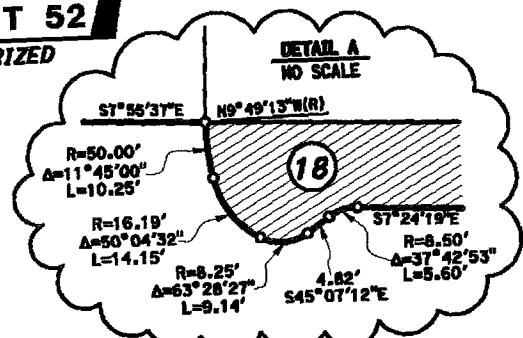 T 52
RIZED
DETAIL A
NO SCALE
S7°55'37"E
N9°49'13"W(R)
R=50.00'
Δ=11°45'00"
L=10.25'
18
R=16.19'
Δ=50°04'32"
L=14.15'
R=8.25'
Δ=63°28'27"
L=9.14'
4.82'
S45°07'12"E
S7°24'19"E
R=8.50'
Δ=37°42'53"
L=5.60'